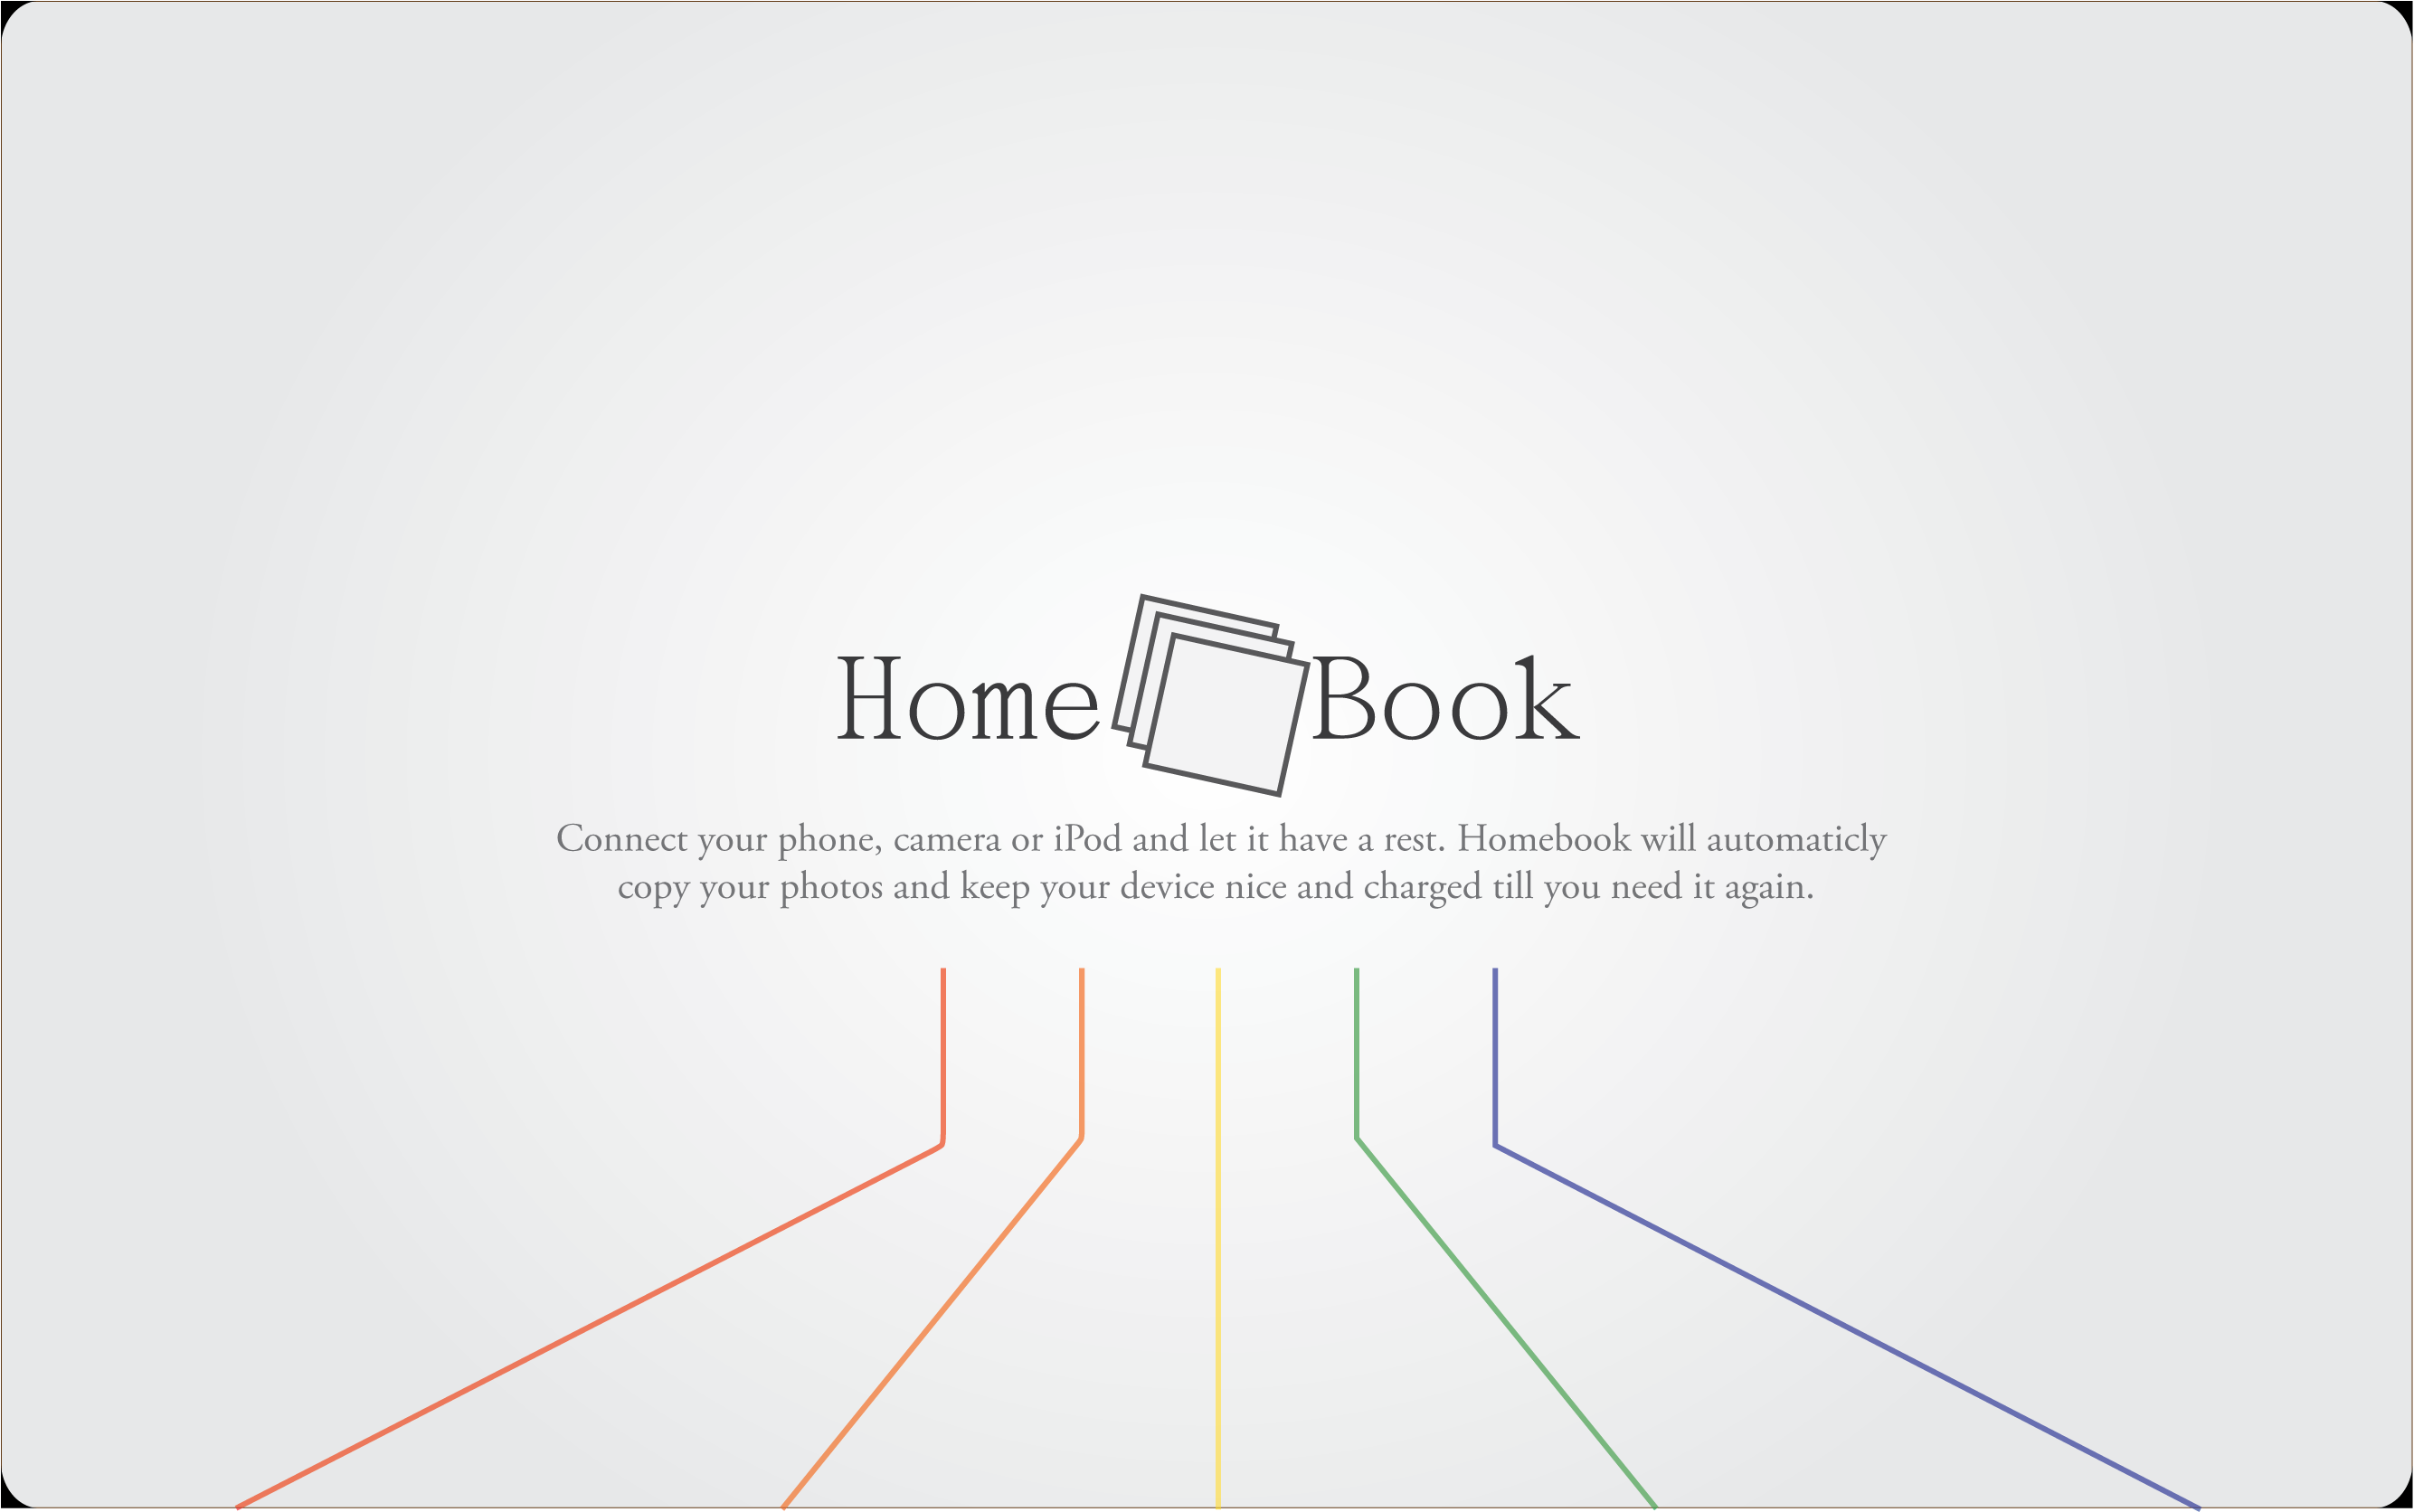 Home Book
Connect your phone, camera or iPod and let it have a rest. Homebook will automaticly
copy your photos and keep your device nice and charged till you need it again.